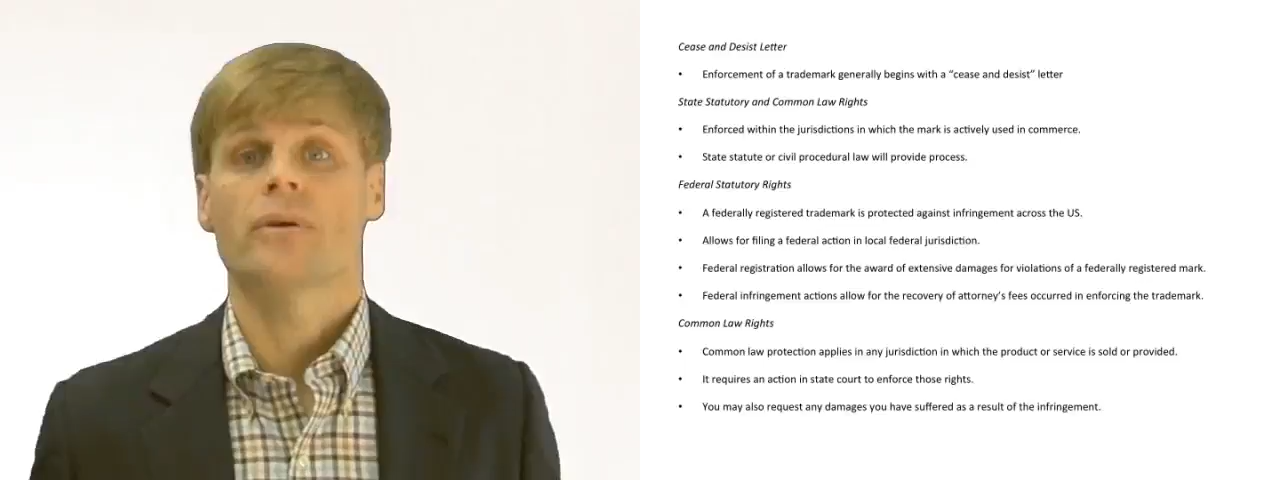 Cease and Desist Letter
• Enforcement of a trademark generally begins with a “cease and desist” letter
State Statutory and Common Law Rights
• Enforced within the jurisdictions in which the mark is actively used in commerce.
• State statute or civil procedural law will provide process.
Federal Statutory Rights
• A federally registered trademark is protected against infringement across the US.
• Allows for filing a federal action in local federal jurisdiction.
• Federal registration allows for the award of extensive damages for violations of a federally registered mark.
• Federal infringement actions allow for the recovery of attorney’s fees occurred in enforcing the trademark.
Common Law Rights
• Common law protection applies in any jurisdiction in which the product or service is sold or provided.
• It requires an action in state court to enforce those rights.
• You may also request any damages you have suffered as a result of the infringement.